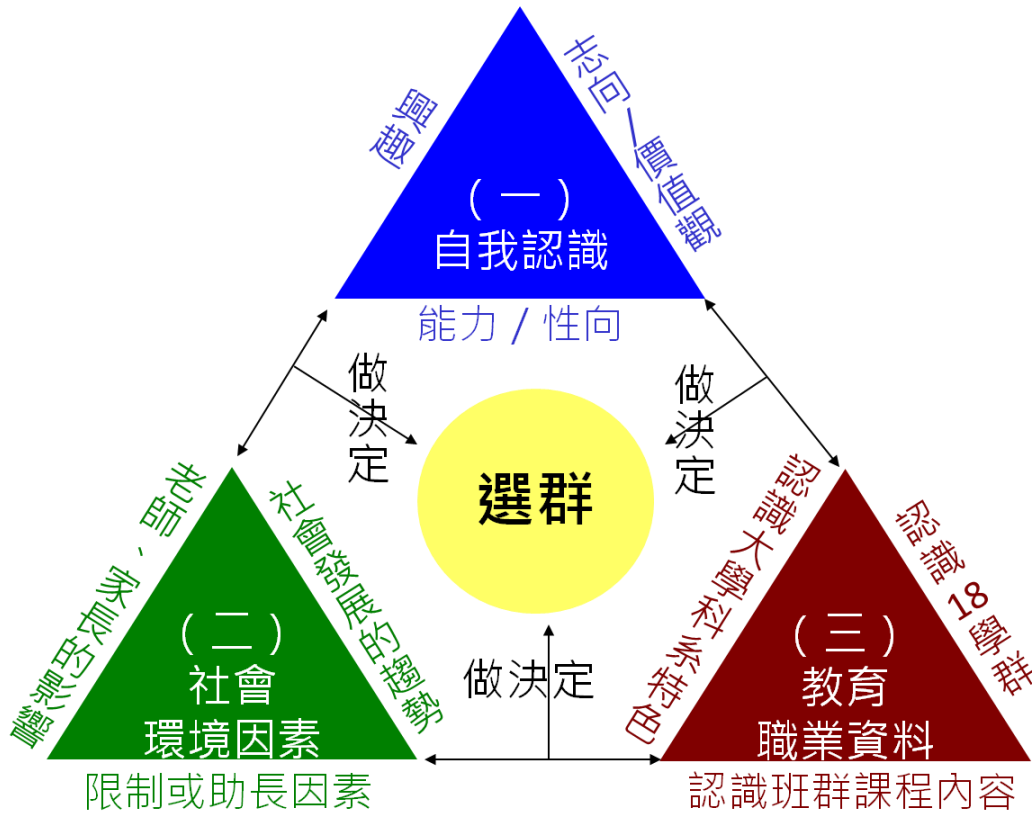 興趣
志向/價值觀
(一)
自我認識
能力 / 性向
做決定
做決定
選群
老師、家長的影響
社會發展的趨勢
(二)
社會
環境因素
限制或助長因素
做決定
認識大學科系特色
認識18學群
(三)
教育
職業資料
認識班群課程內容